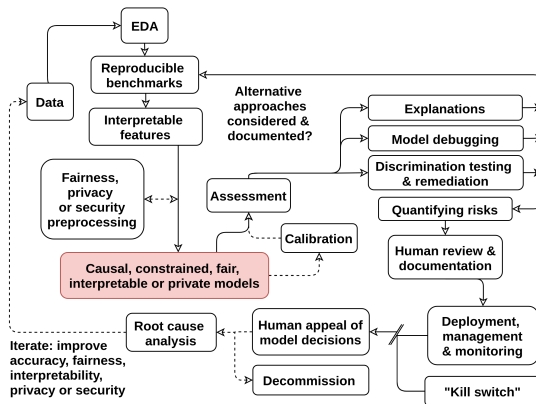 EDA
Reproducible
benchmarks
Data
Alternative
approaches
considered &
documented?
Interpretable
features
Explanations
Model debugging
Discrimination testing
& remediation
Fairness,
privacy
or security
preprocessing
Assessment
Quantifying risks
Calibration
Human review &
documentation
Causal, constrained, fair,
interpretable or private models
Root cause
analysis
Human appeal of
model decisions
Deployment,
management
& monitoring
Iterate: improve
accuracy, fairness,
interpretability,
privacy or security
Decommission
"Kill switch"